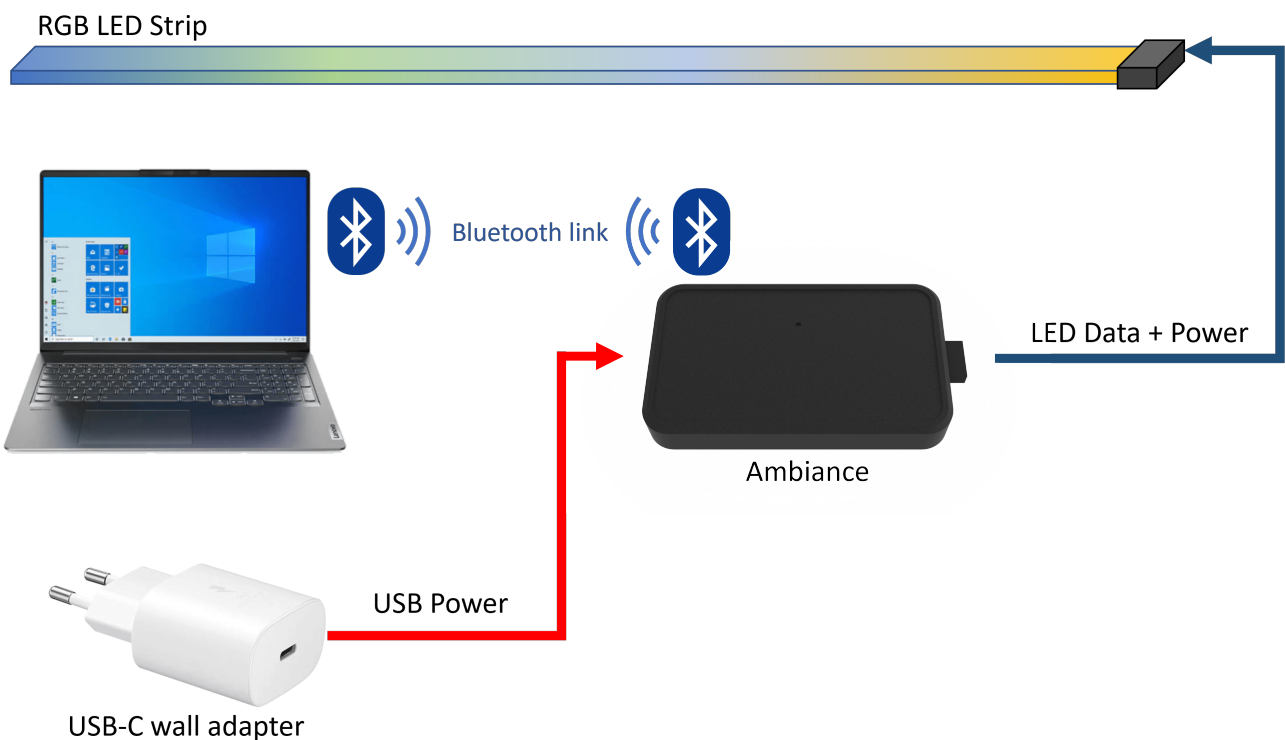 RGB LED Strip
Bluetooth link
LED Data + Power
Ambiance
USB Power
USB-C wall adapter